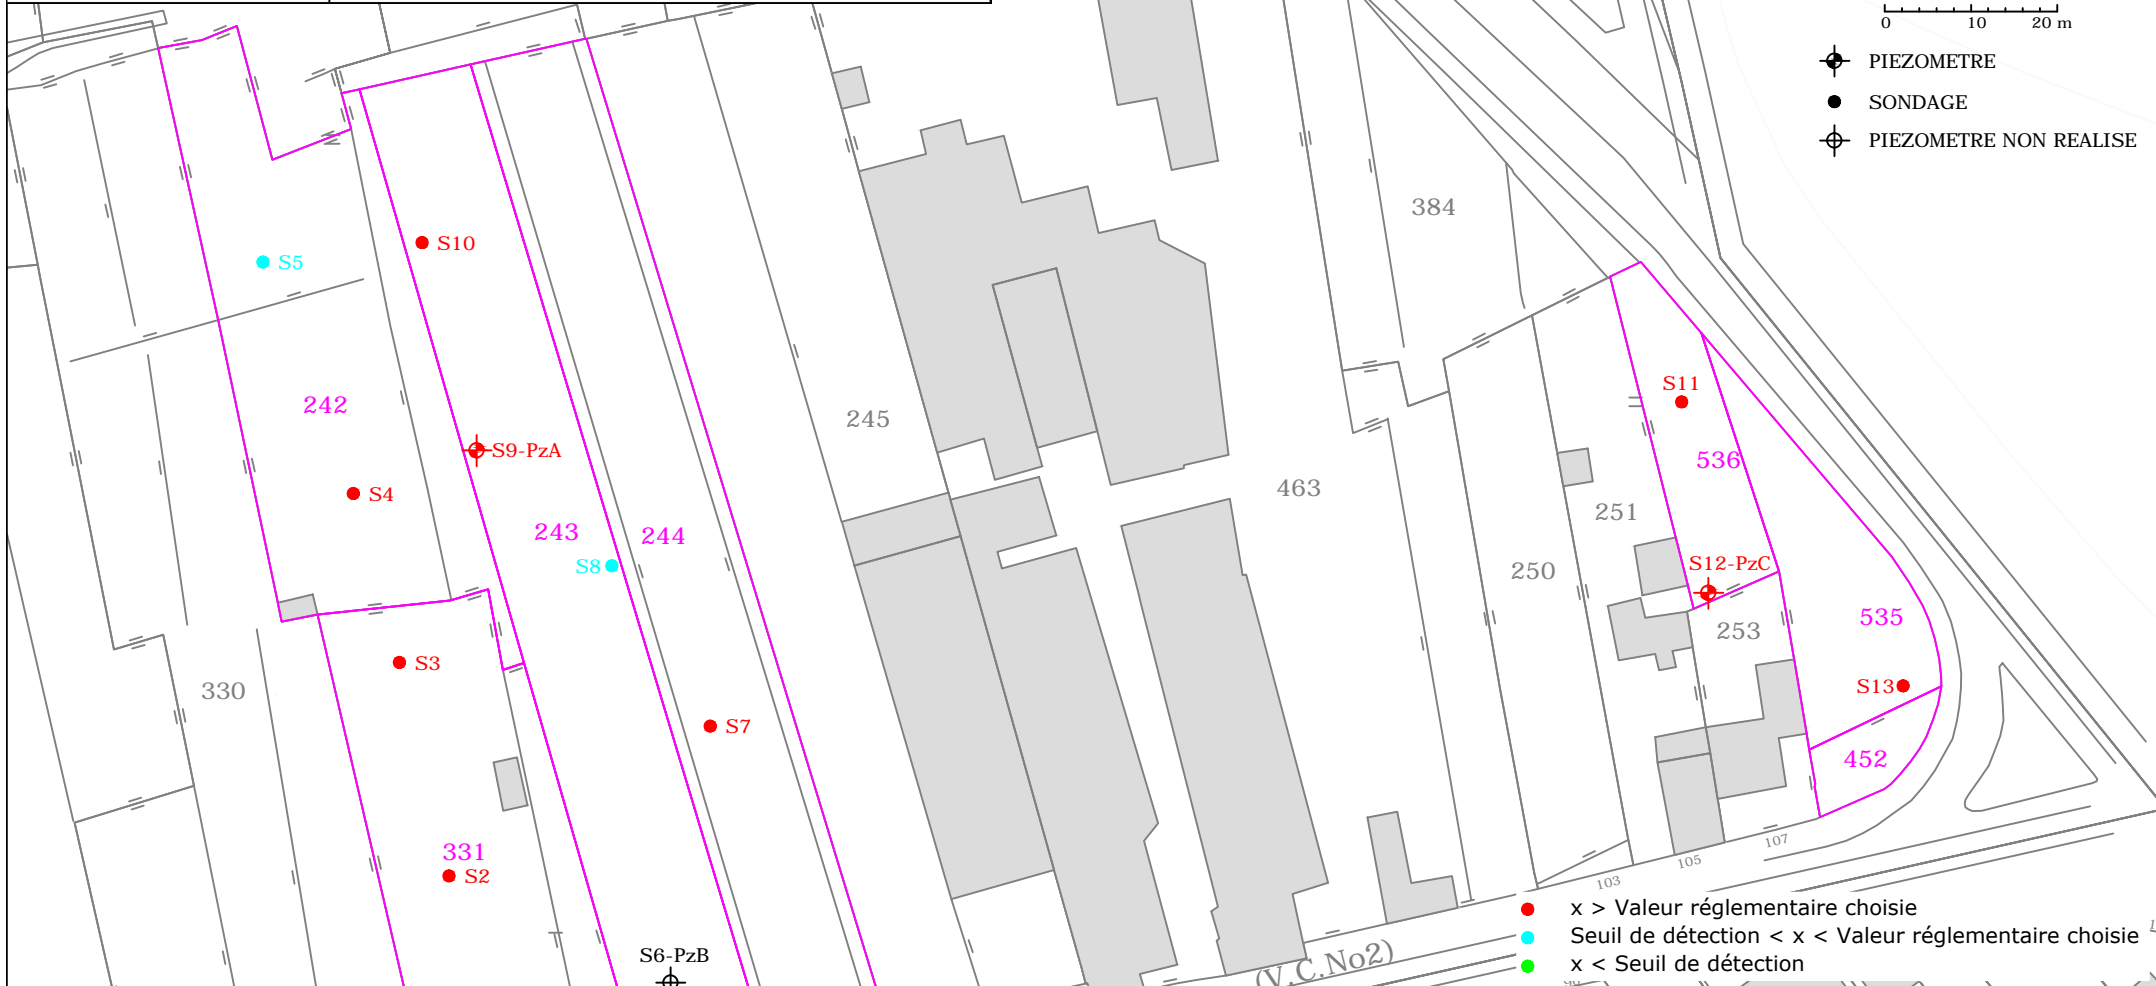 0 10 20 m
PIEZOMETRE
SONDAGE
PIEZOMETRE NON REALISE
384
S10
S5
S11
242
245
S9-PzA
536
S4
463
251
243
244
S8
S12-PzC
250
535
253
S3
330
S13
S7
452
331
S2
107
105
103
x > Valeur réglementaire choisie
Seuil de détection < x < Valeur réglementaire choisie
x < Seuil de détection
S6-PzB
(V.C.No2)